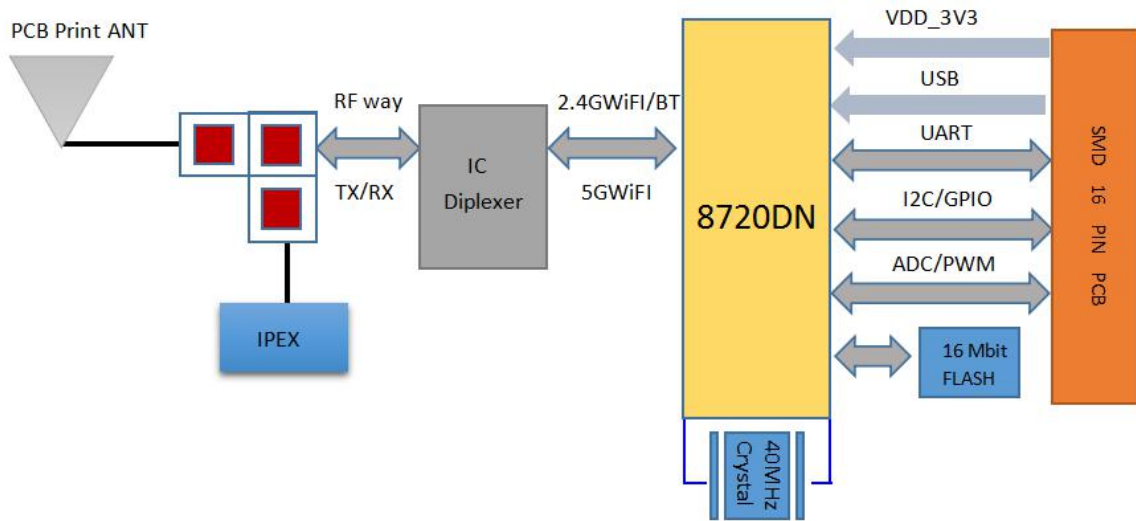 PCB Print ANT
RF way
TX/RX
IPEX
IC
Diplexer
2.4GWiFI/BT
5GWiFI
8720DN
VDD_3V3
USB
UART
I2C/GPIO
ADC/PWM
16 Mbit
FLASH
40MHz
Crystal
SMD 16 PIN PCB